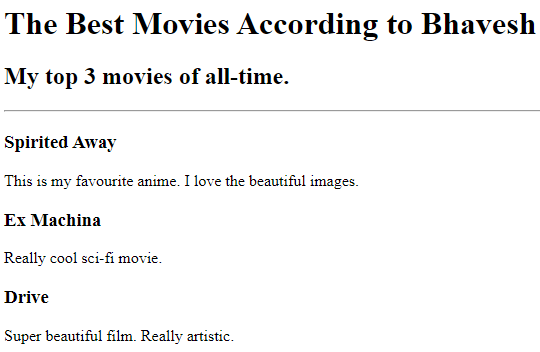 The Best Movies According to Bhavesh
My top 3 movies of all-time.
Spirited Away
This is my favourite anime. I love the beautiful images.
Ex Machina
Really cool sci-fi movie.
Drive
Super beautiful film. Really artistic.